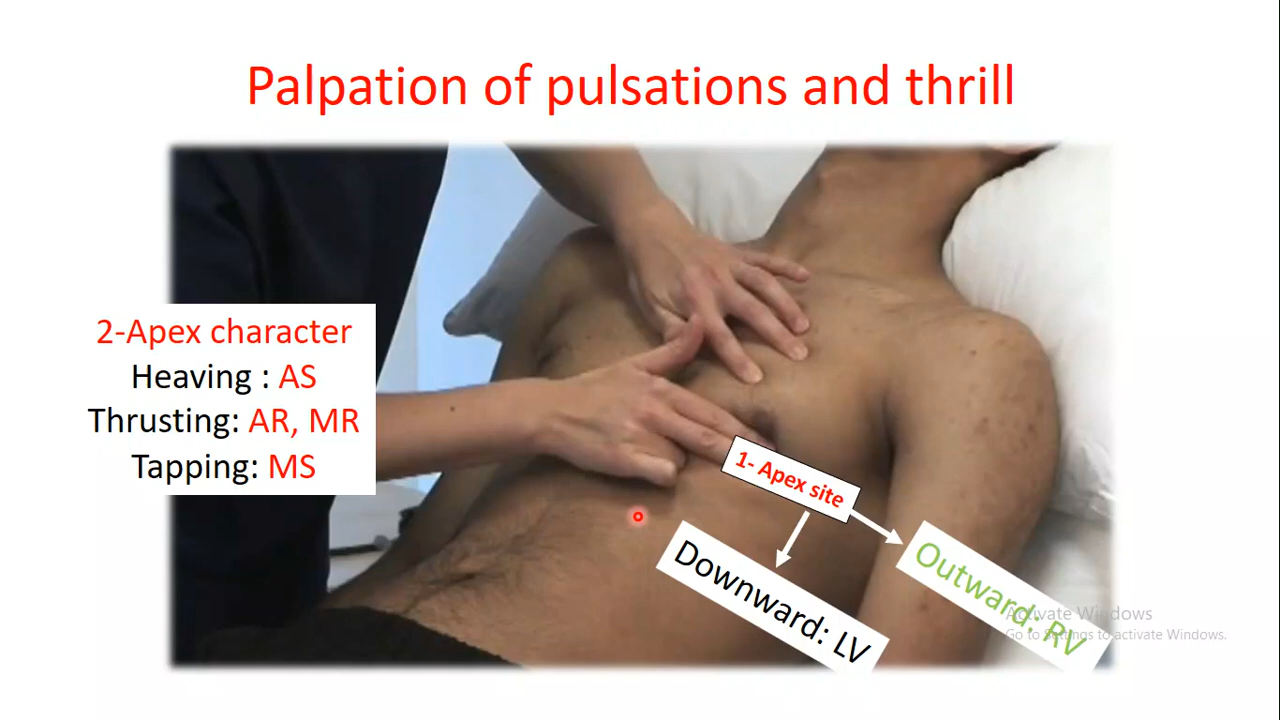 Palpation of pulsations and thrill
2-Apex character
Heaving : AS
Thrusting: AR, MR
Tapping: MS
1- Apex site
Downward: LV
Outward: RV
Activate Windows
Go to Settings to activate Windows.